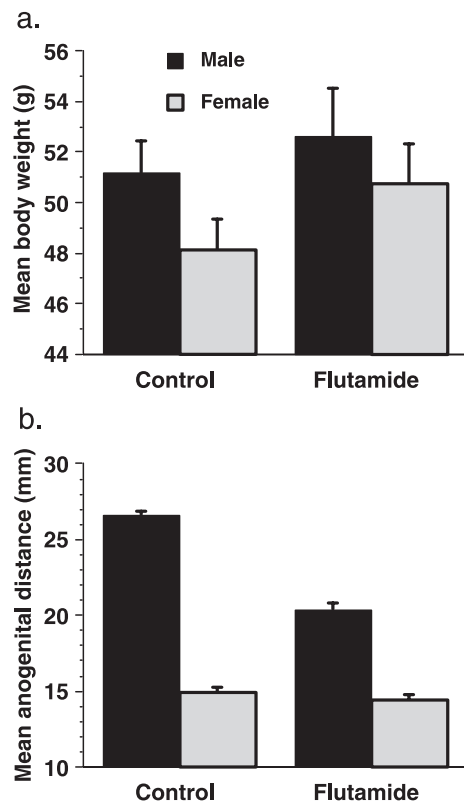 a.
Mean body weight (g)
56
54
52
50
48
46
44
Male
Female
Control Flutamide
b.
Mean anogenital distance (mm)
30
25
20
15
10
Control Flutamide